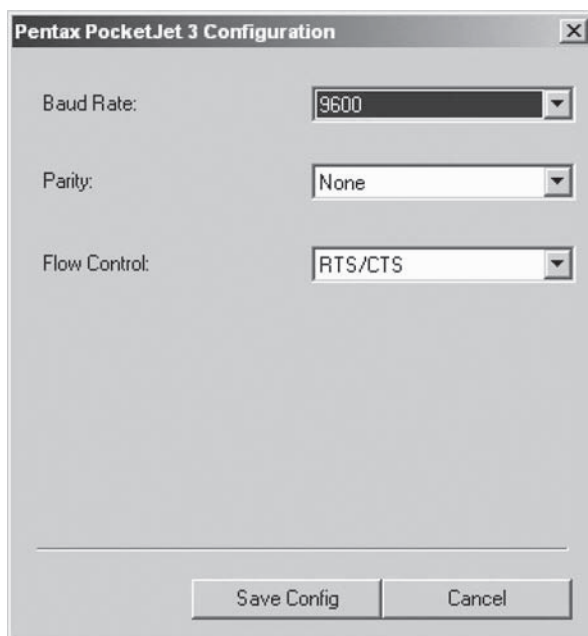 Pentax PocketJet 3 Configuration
Baud Rate: 9600
Parity: None
Flow Control: RTS/CTS
Save Config Cancel